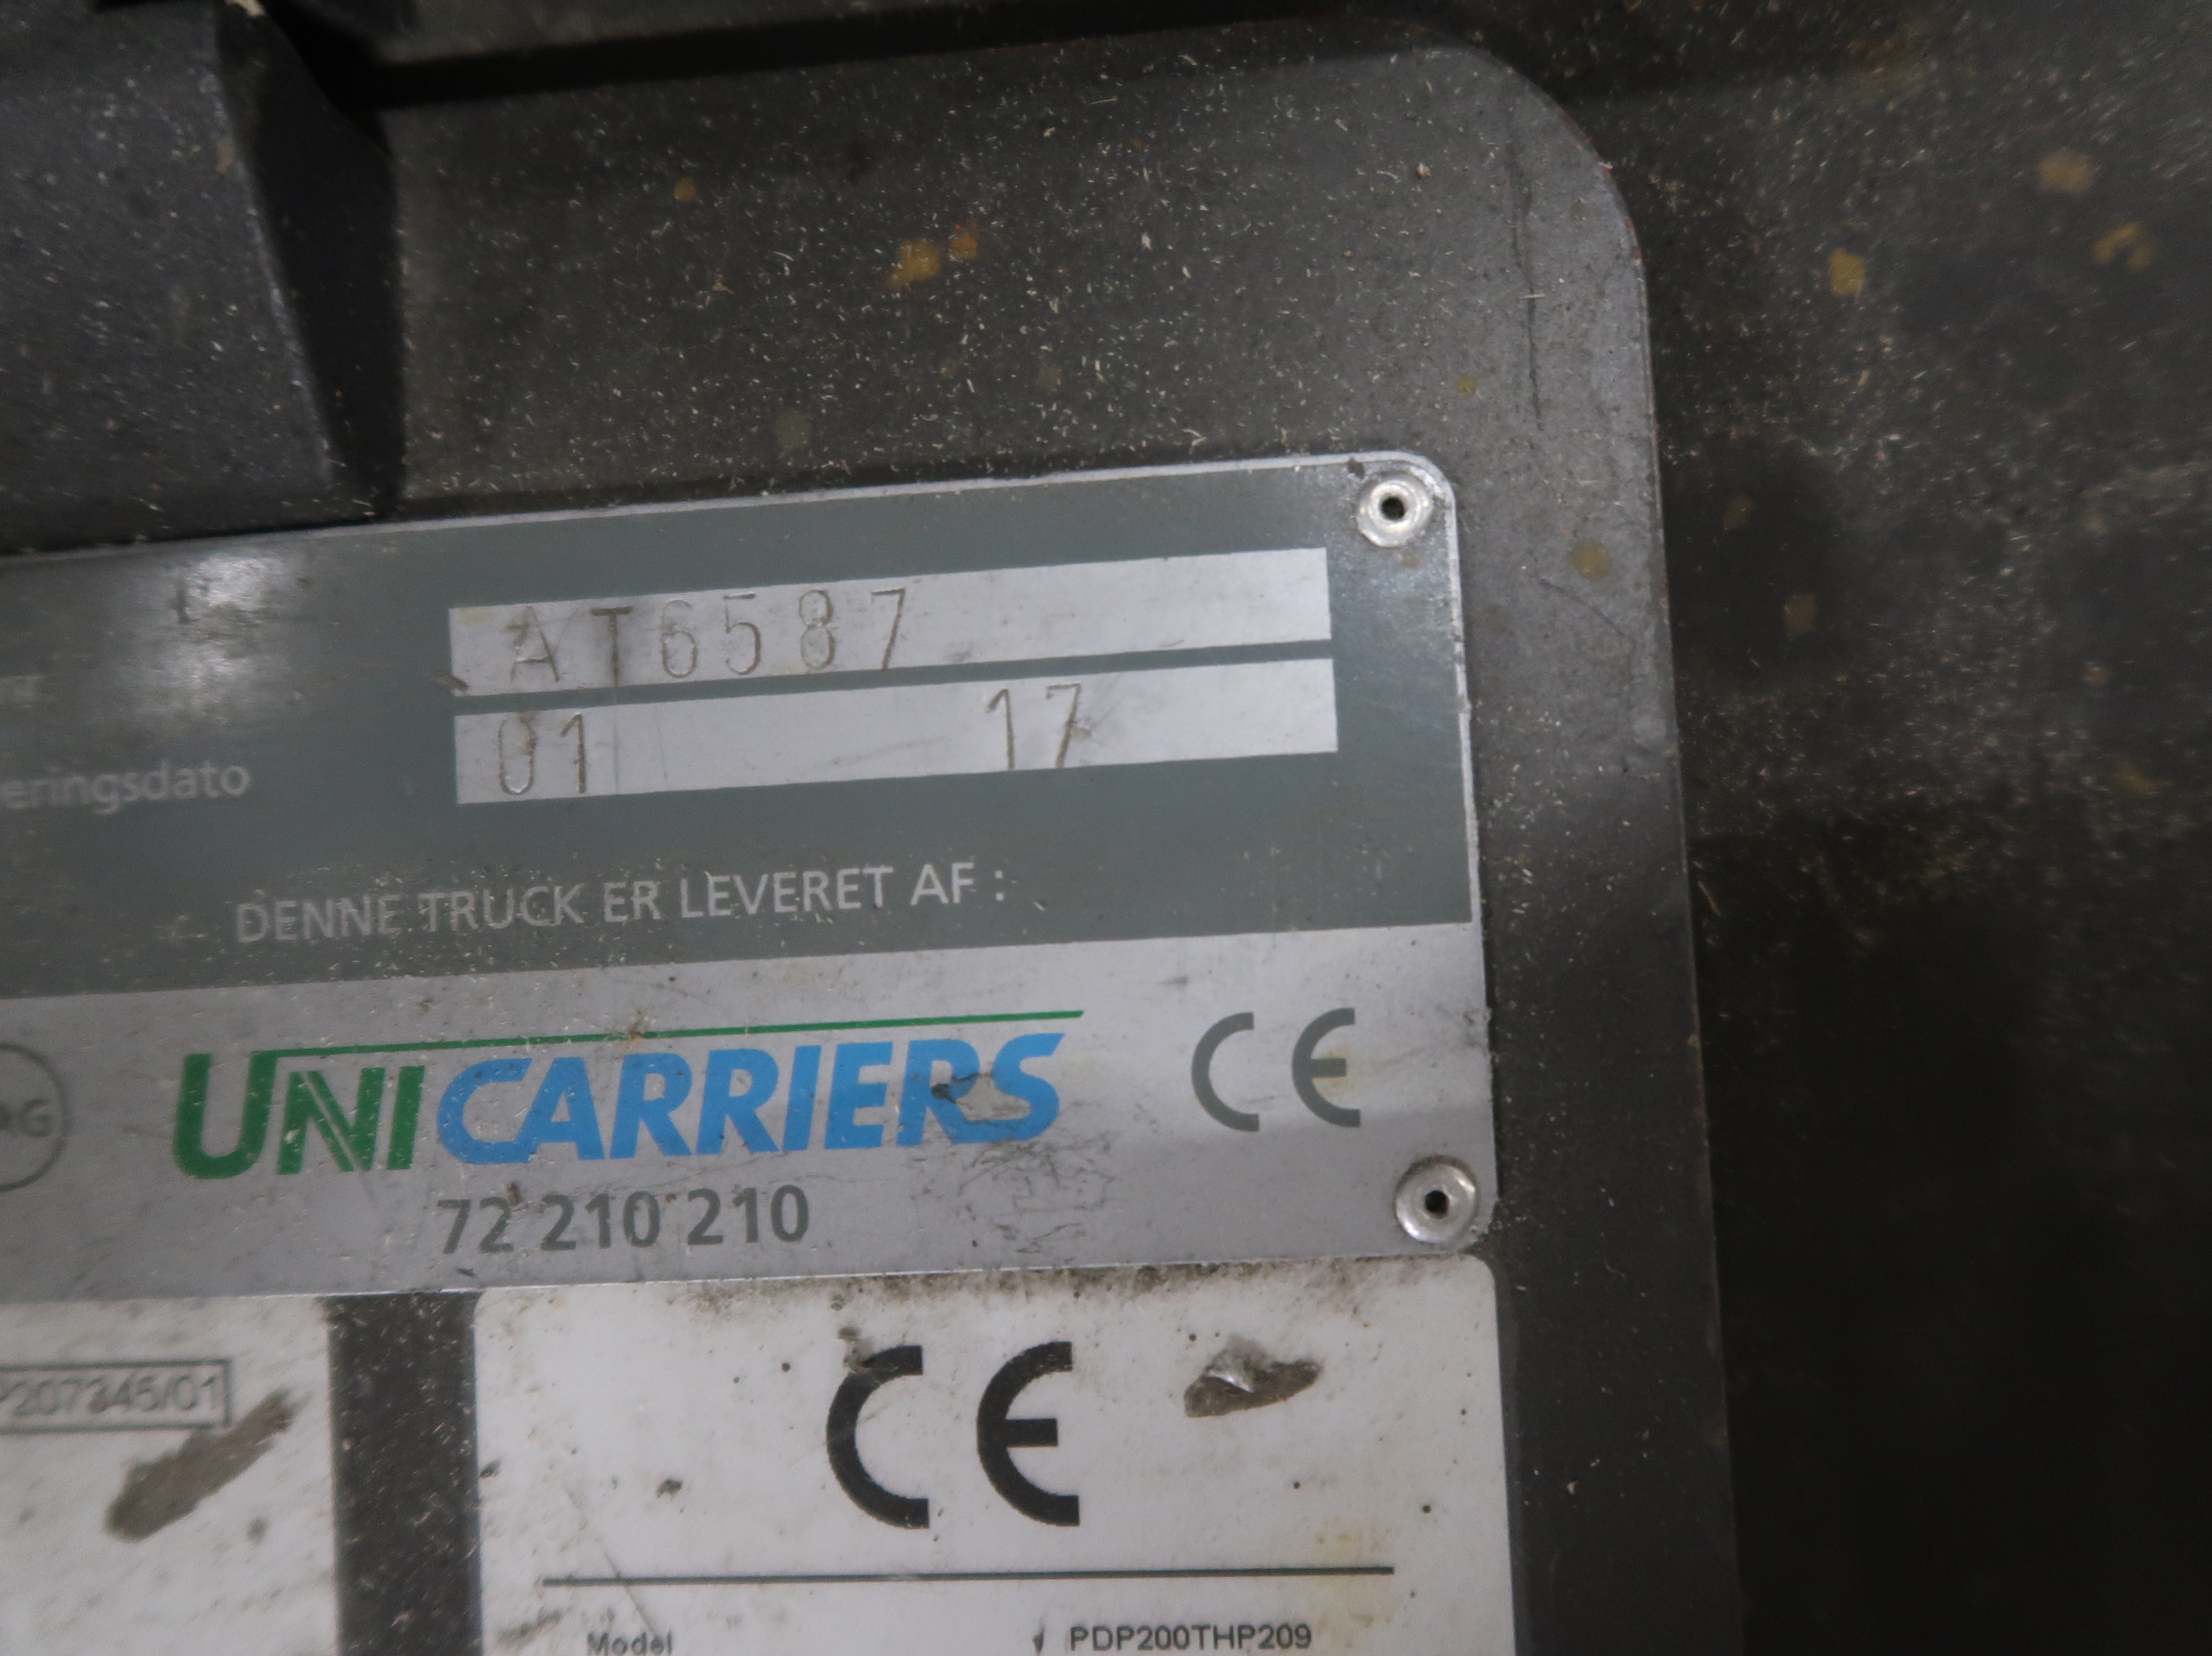 AT6587
eringsdato 01 17
DENNE TRUCK ER LEVERET AF :
UNICARRIERS CE
72 210 210
P207345/01
CE
Model PDP200THP209